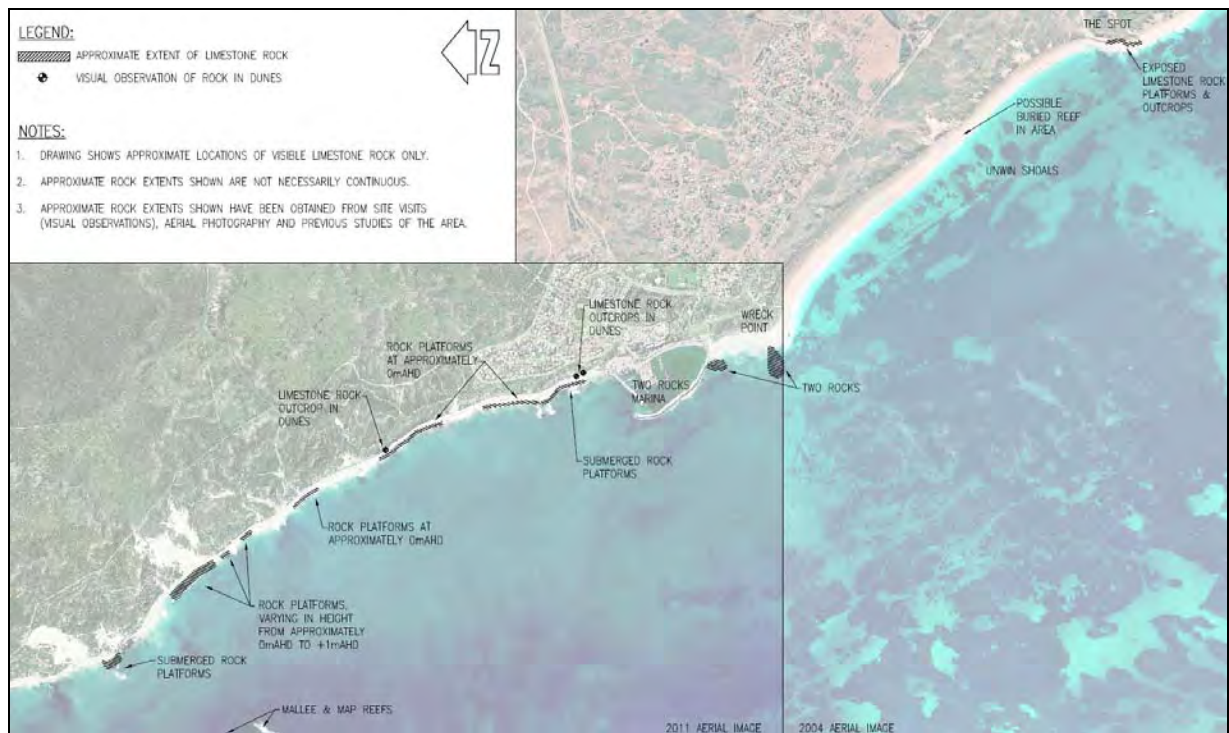 LEGEND:
APPROXIMATE EXTENT OF LIMESTONE ROCK
VISUAL OBSERVATION OF ROCK IN DUNES
N
NOTES:
1. DRAWING SHOWS APPROXIMATE LOCATIONS OF VISIBLE LIMESTONE ROCK ONLY.
2. APPROXIMATE ROCK EXTENTS SHOWN ARE NOT NECESSARILY CONTINUOUS.
3. APPROXIMATE ROCK EXTENTS SHOWN HAVE BEEN OBTAINED FROM SITE VISITS
(VISUAL OBSERVATIONS), AERIAL PHOTOGRAPHY AND PREVIOUS STUDIES OF THE AREA.
THE SPOT
EXPOSED
LIMESTONE ROCK
PLATFORMS &
OUTCROPS
POSSIBLE
BURIED REEF
IN AREA
UNWIN SHOALS
LIMESTONE ROCK
OUTCROPS IN
DUNES
WRECK
POINT
ROCK PLATFORMS
AT APPROXIMATELY
0mAHD
TWO ROCKS
MARINA
TWO ROCKS
LIMESTONE ROCK
OUTCROP IN
DUNES
SUBMERGED ROCK
PLATFORMS
ROCK PLATFORMS AT
APPROXIMATELY 0mAHD
ROCK PLATFORMS,
VARYING IN HEIGHT
FROM APPROXIMATELY
0mAHD TO +1mAHD
SUBMERGED ROCK
PLATFORMS
MALLEE & MAP REEFS
2011 AERIAL IMAGE
2004 AERIAL IMAGE